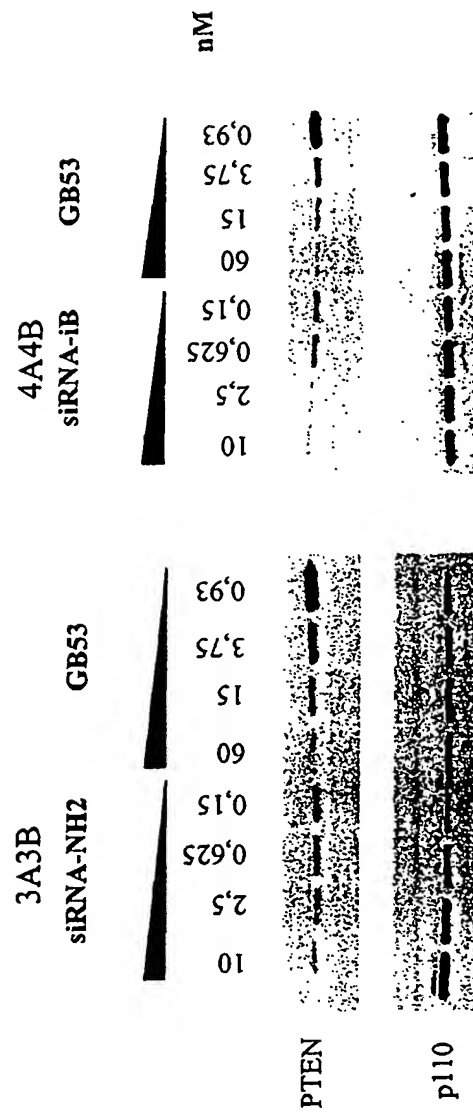 3A3B
siRNA-NH2 GB53
4A4B
siRNA-iB GB53
10 2,5 0,625 0,15 60 15 3,75 0,93 10 2,5 0,625 0,15 60 15 3,75 0,93 nM
PTEN
p110